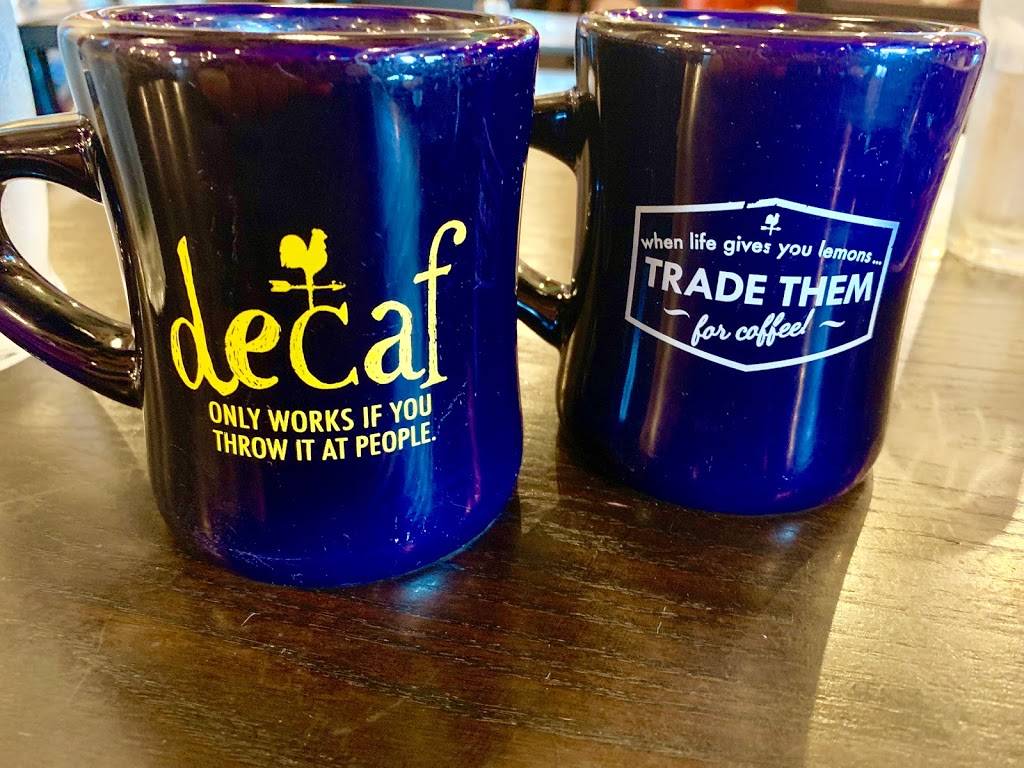 decaf
ONLY WORKS IF YOU
THROW IT AT PEOPLE.
when life gives you lemons...
TRADE THEM
~ for coffee! ~